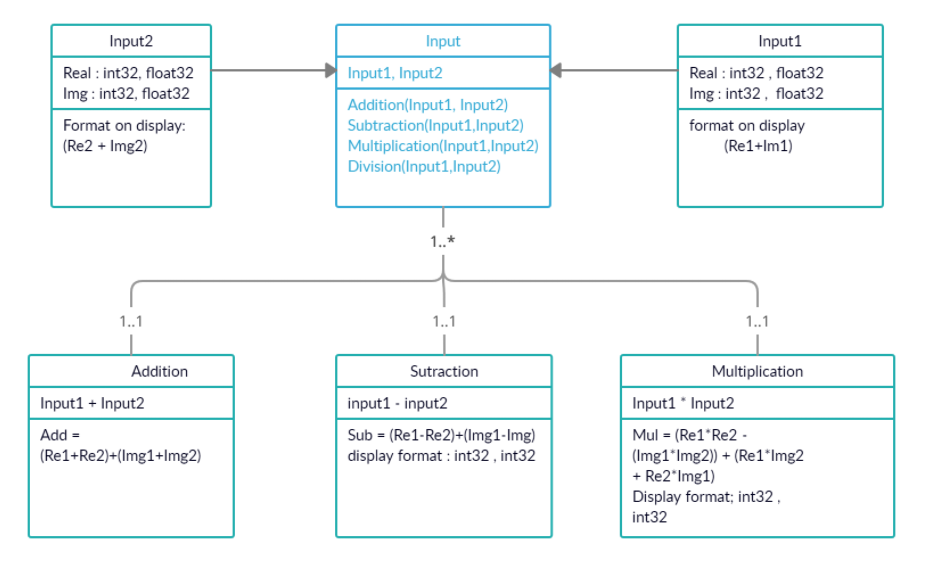 Input2
Real : int32, float32
Img : int32, float32
Format on display:
(Re2 + Img2)
Input
Input1, Input2
Addition(Input1, Input2)
Subtraction(Input1,Input2)
Multiplication(Input1,Input2)
Division(Input1,Input2)
Input1
Real : int32 , float32
Img : int32 , float32
format on display
(Re1+Im1)
1..*
1..1
1..1
1..1
Addition
Input1 + Input2
Add =
(Re1+Re2)+(Img1+Img2)
Sutraction
input1 - input2
Sub = (Re1-Re2)+(Img1-Img)
display format : int32 , int32
Multiplication
Input1 * Input2
Mul = (Re1*Re2 -
(Img1*Img2)) + (Re1*Img2
+ Re2*Img1)
Display format; int32 ,
int32